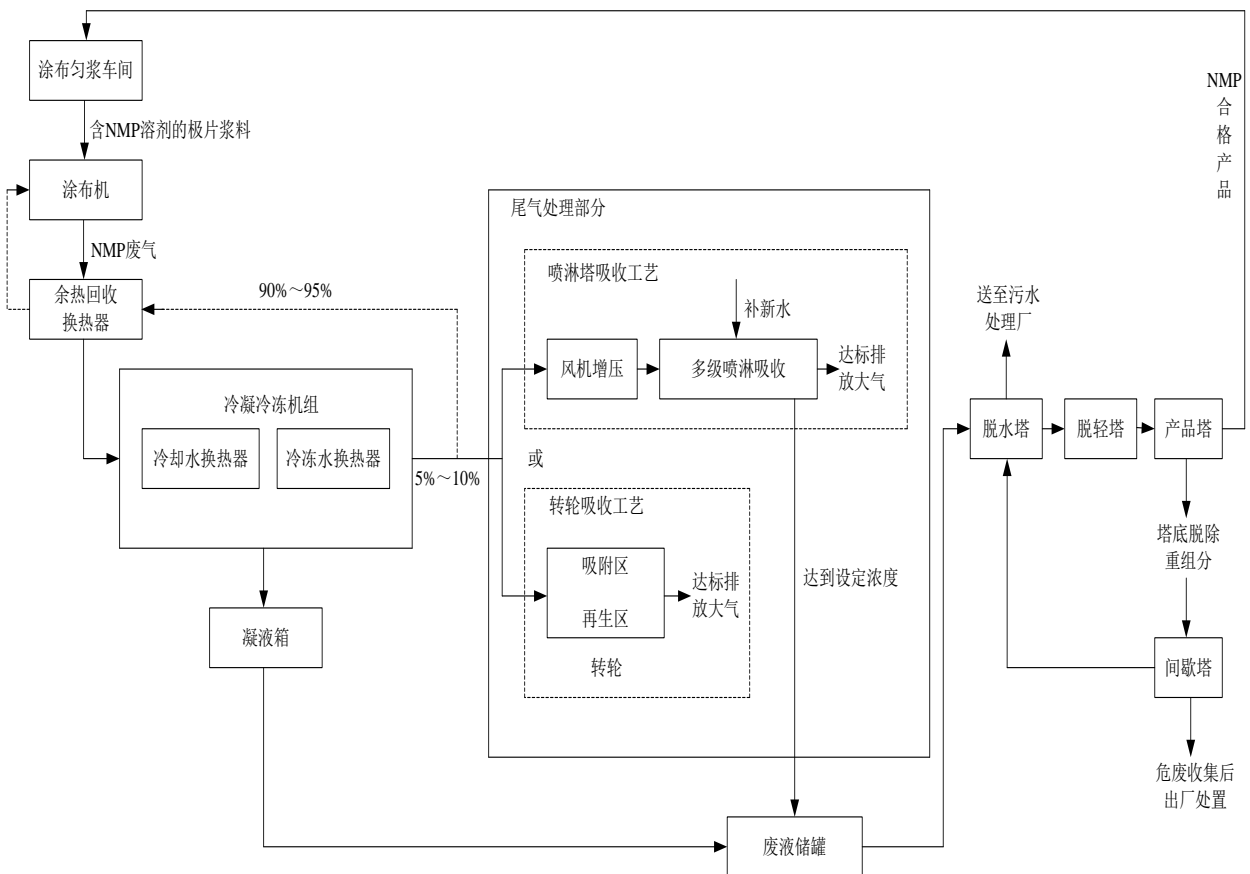 涂布匀浆车间
含NMP溶剂的极片浆料
涂布机
NMP废气
余热回收
换热器
90%～95%
冷凝冷冻机组
冷却水换热器
冷冻水换热器
5%～10%
凝液箱
尾气处理部分
喷淋塔吸收工艺
补新水
风机增压
多级喷淋吸收
达标排
放大气
或
转轮吸收工艺
吸附区
再生区
达标排
放大气
转轮
达到设定浓度
废液储罐
送至污水
处理厂
脱水塔
脱轻塔
产品塔
NMP
合
格
产
品
塔底脱除
重组分
间歇塔
危废收集后
出厂处置